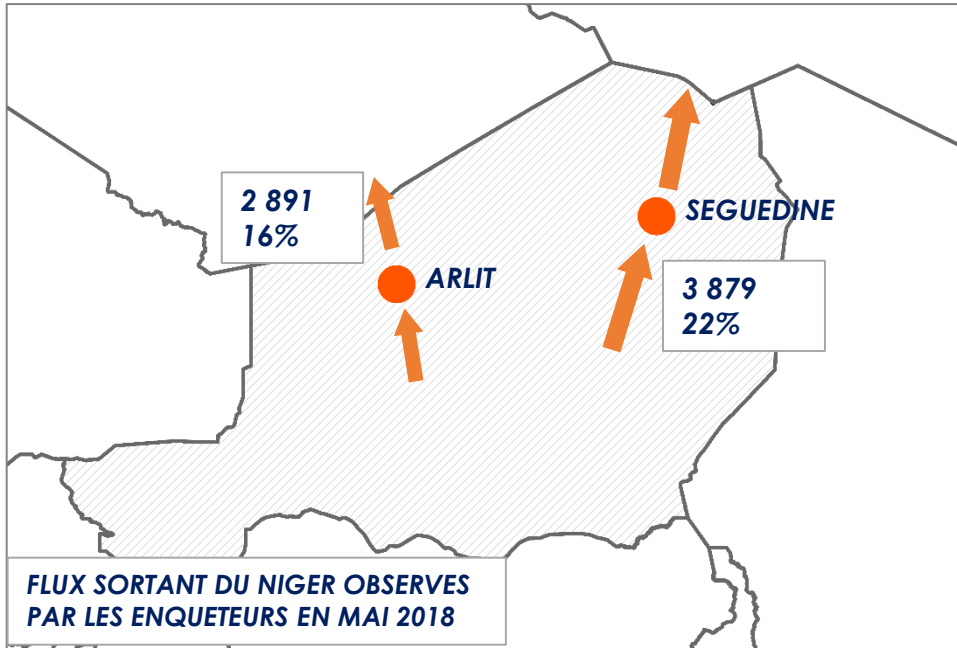 2 891
16%
SEGUEDINE
ARLIT
3 879
22%
FLUX SORTANT DU NIGER OBSERVES
PAR LES ENQUETEURS EN MAI 2018